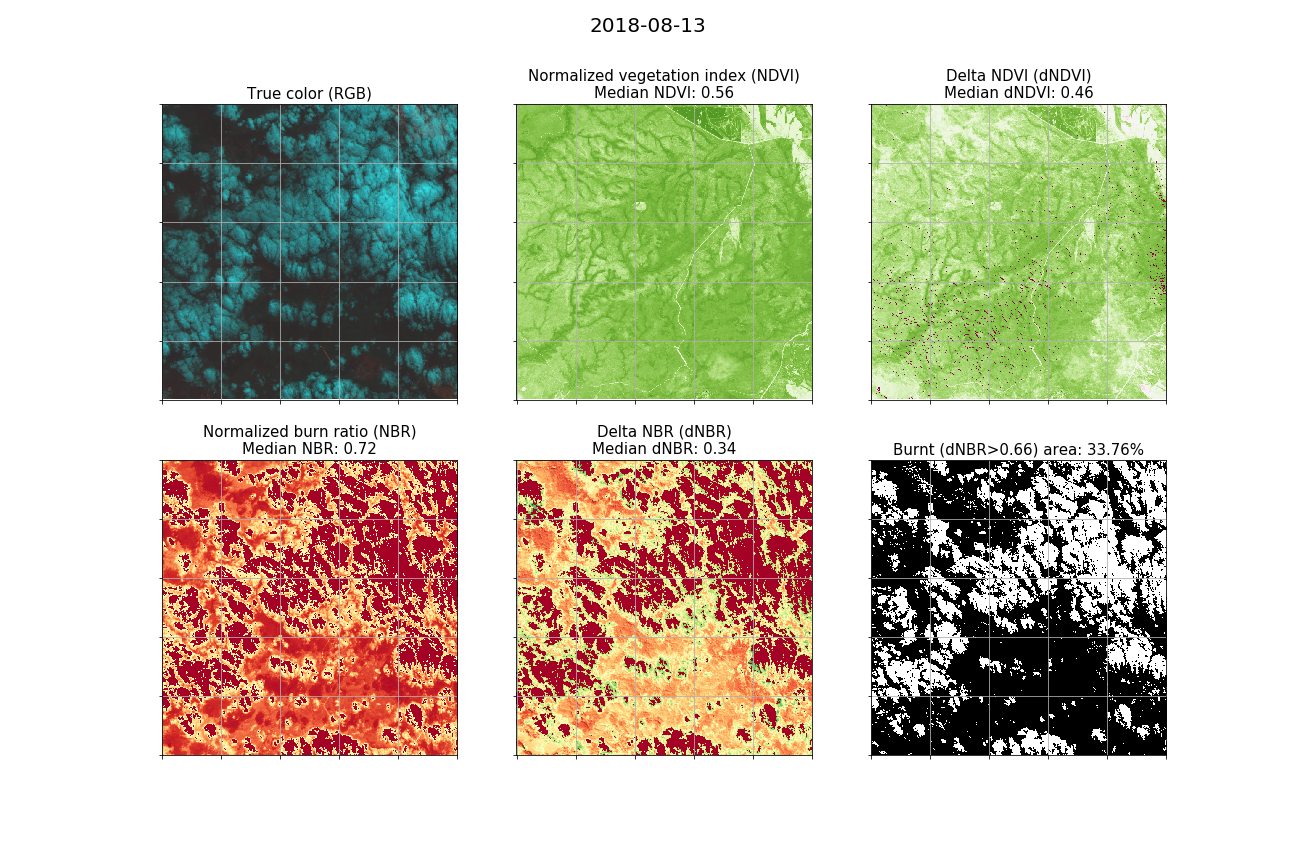 2018-08-13
True color (RGB)
Normalized vegetation index (NDVI)
Median NDVI: 0.56
Delta NDVI (dNDVI)
Median dNDVI: 0.46
Normalized burn ratio (NBR)
Median NBR: 0.72
Delta NBR (dNBR)
Median dNBR: 0.34
Burnt (dNBR>0.66) area: 33.76%